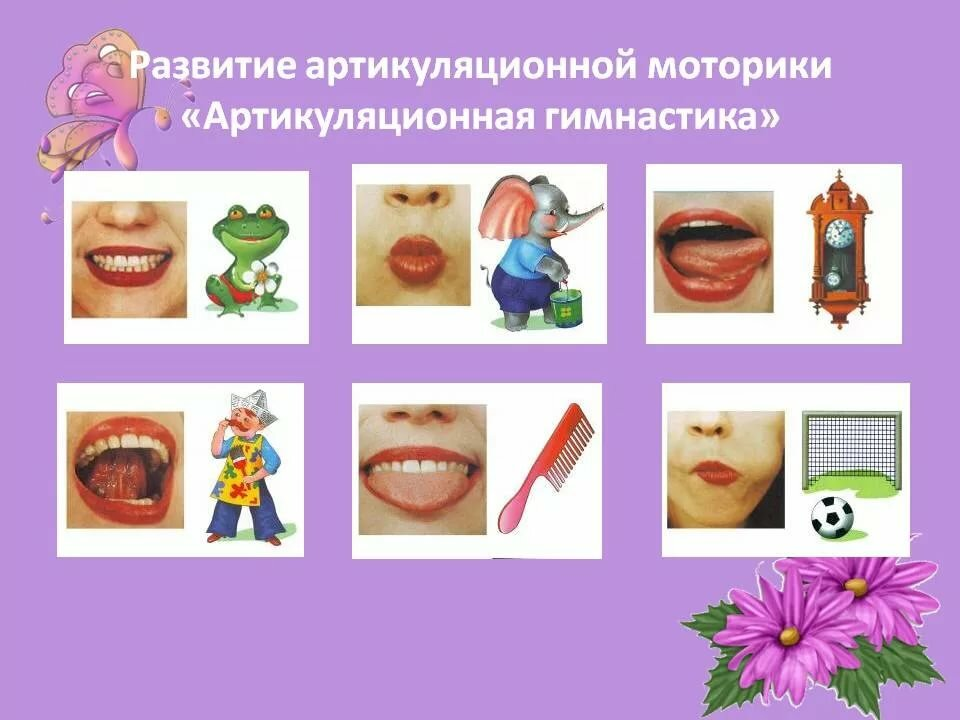 Развитие артикуляционной моторики
«Артикуляционная гимнастика»